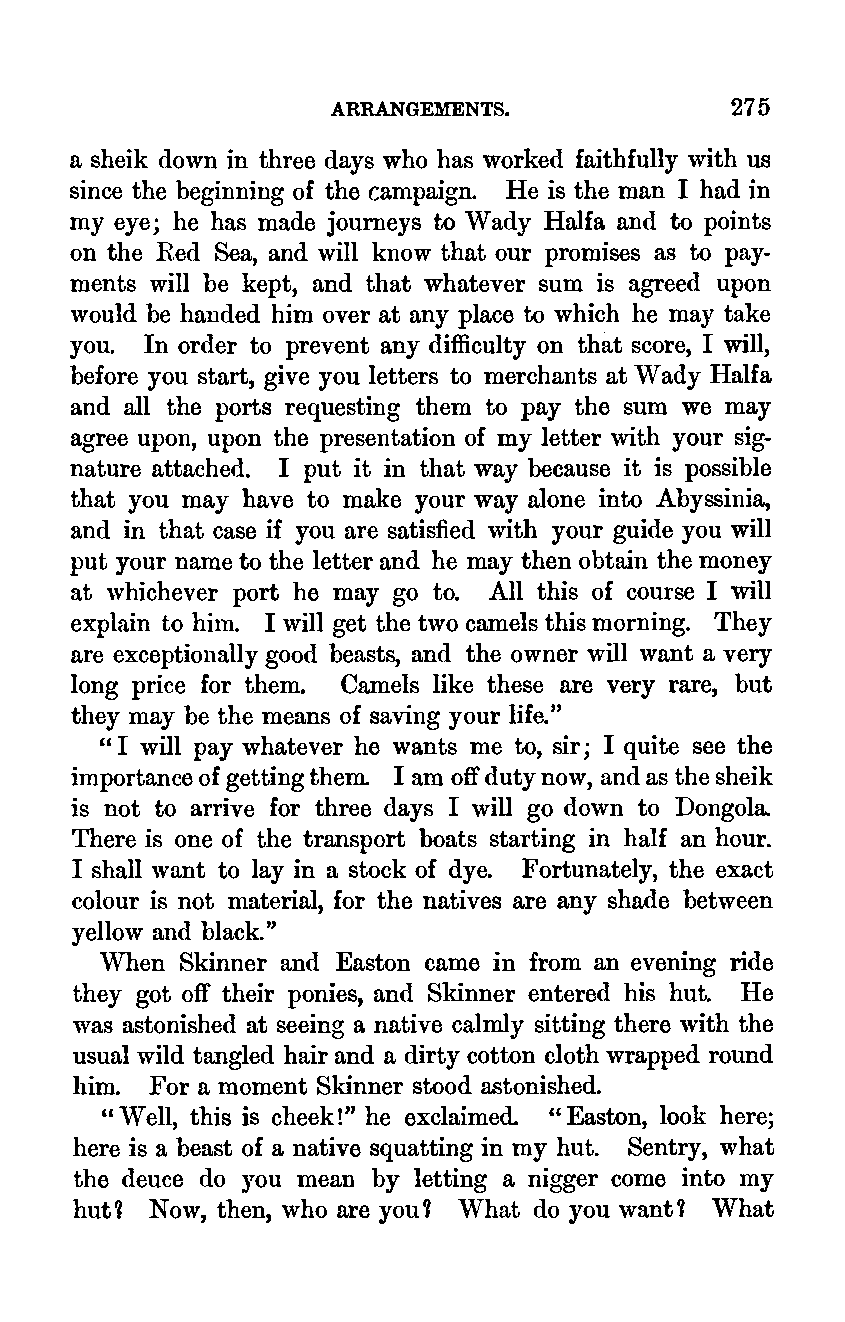 ARRANGEMENTS. 275
a sheik down in three days who has worked faithfully with us
since the beginning of the campaign. He is the man I had in
my eye; he has made journeys to Wady Halfa and to points
on the Red Sea, and will know that our promises as to pay-
ments will be kept, and that whatever sum is agreed upon
would be handed him over at any place to which he may take
you. In order to prevent any difficulty on that score, I will,
before you start, give you letters to merchants at Wady Halfa
and all the ports requesting them to pay the sum we may
agree upon, upon the presentation of my letter with your sig-
nature attached. I put it in that way because it is possible
that you may have to make your way alone into Abyssinia,
and in that case if you are satisfied with your guide you will
put your name to the letter and he may then obtain the money
at whichever port he may go to. All this of course I will
explain to him. I will get the two camels this morning. They
are exceptionally good beasts, and the owner will want a very
long price for them. Camels like these are very rare, but
they may be the means of saving your life.”
“I will pay whatever he wants me to, sir; I quite see the
importance of getting them. I am off duty now, and as the sheik
is not to arrive for three days I will go down to Dongola.
There is one of the transport boats starting in half an hour.
I shall want to lay in a stock of dye. Fortunately, the exact
colour is not material, for the natives are any shade between
yellow and black.”
When Skinner and Easton came in from an evening ride
they got off their ponies, and Skinner entered his hut. He
was astonished at seeing a native calmly sitting there with the
usual wild tangled hair and a dirty cotton cloth wrapped round
him. For a moment Skinner stood astonished.
“Well, this is cheek!” he exclaimed. “Easton, look here;
here is a beast of a native squatting in my hut. Sentry, what
the deuce do you mean by letting a nigger come into my
hut? Now, then, who are you? What do you want? What